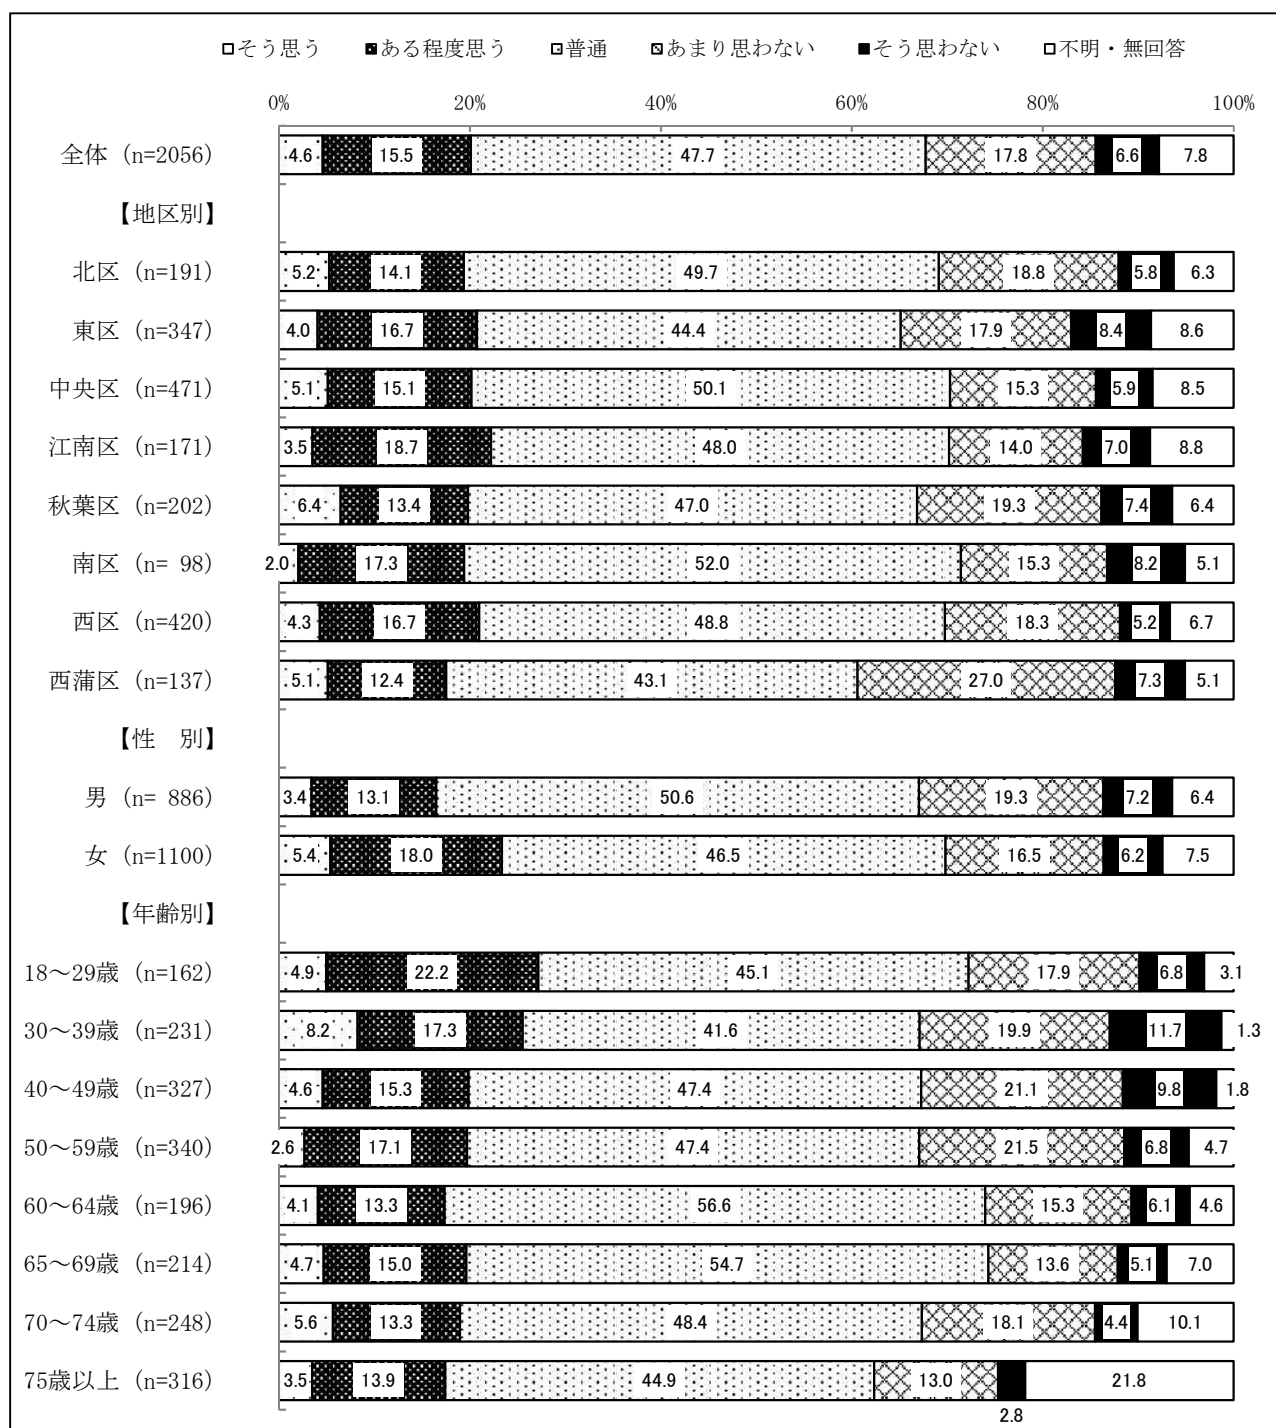 □そう思う ■ある程度思う □普通 □あまり思わない ■そう思わない □不明・無回答
0% 20% 40% 60% 80% 100%
全体 (n=2056) 4.6 15.5 47.7 17.8 6.6 7.8
【地区別】
北区 (n=191) 5.2 14.1 49.7 18.8 5.8 6.3
東区 (n=347) 4.0 16.7 44.4 17.9 8.4 8.6
中央区 (n=471) 5.1 15.1 50.1 15.3 5.9 8.5
江南区 (n=171) 3.5 18.7 48.0 14.0 7.0 8.8
秋葉区 (n=202) 6.4 13.4 47.0 19.3 7.4 6.4
南区 (n= 98) 2.0 17.3 52.0 15.3 8.2 5.1
西区 (n=420) 4.3 16.7 48.8 18.3 5.2 6.7
西蒲区 (n=137) 5.1 12.4 43.1 27.0 7.3 5.1
【性 別】
男 (n= 886) 3.4 13.1 50.6 19.3 7.2 6.4
女 (n=1100) 5.4 18.0 46.5 16.5 6.2 7.5
【年齢別】
18～29歳 (n=162) 4.9 22.2 45.1 17.9 6.8 3.1
30～39歳 (n=231) 8.2 17.3 41.6 19.9 11.7 1.3
40～49歳 (n=327) 4.6 15.3 47.4 21.1 9.8 1.8
50～59歳 (n=340) 2.6 17.1 47.4 21.5 6.8 4.7
60～64歳 (n=196) 4.1 13.3 56.6 15.3 6.1 4.6
65～69歳 (n=214) 4.7 15.0 54.7 13.6 5.1 7.0
70～74歳 (n=248) 5.6 13.3 48.4 18.1 4.4 10.1
75歳以上 (n=316) 3.5 13.9 44.9 13.0 21.8
2.8